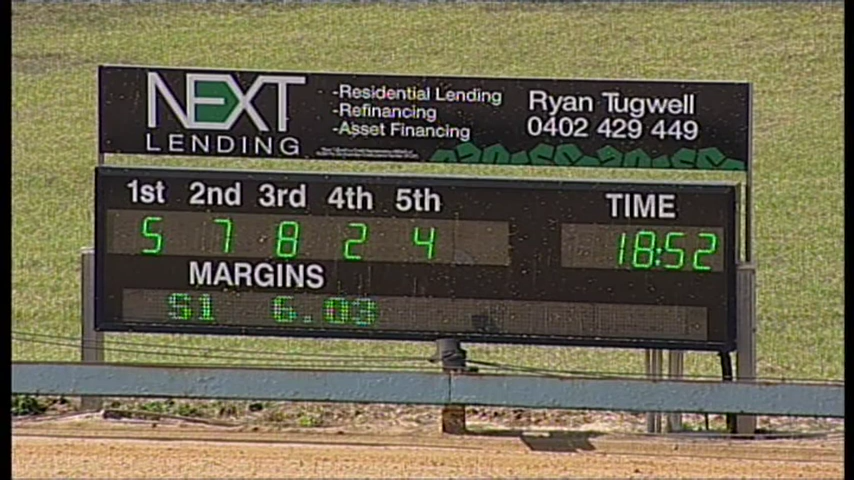 NEXT
LENDING
-Residential Lending
-Refinancing
-Asset Financing
Ryan Tugwell
0402 429 449
1st 2nd 3rd 4th 5th TIME
5 7 8 2 4 18:52
MARGINS
S1 6.03